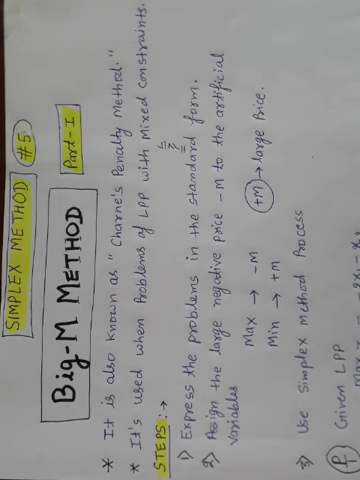 SIMPLEX METHOD #5
Big-M METHOD Part-I
* It is also known as "Charne's Penalty Method."
* It's used when Problems of LPP with Mixed Constraints.
STEPS:→
1) Express the problems in the standard form.
2) Assign the large negative price -M to the artificial
variables
Max → -M
Min → +M
+M → large price.
3) Use Simplex method Process
Given LPP